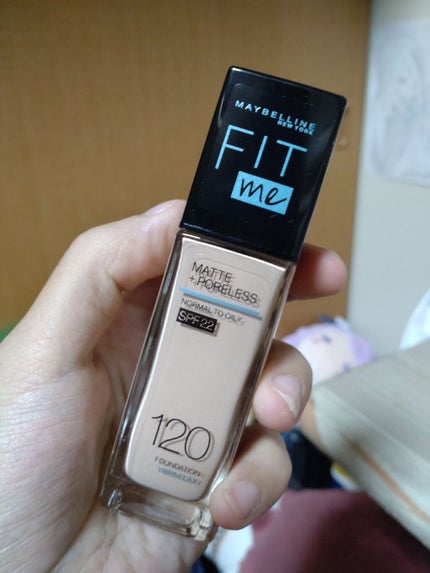 MAYBELLINE
NEW YORK
FIT
me
MATTE
+PORELESS
NORMAL TO OILY
SPF 22
120
FOUNDATION